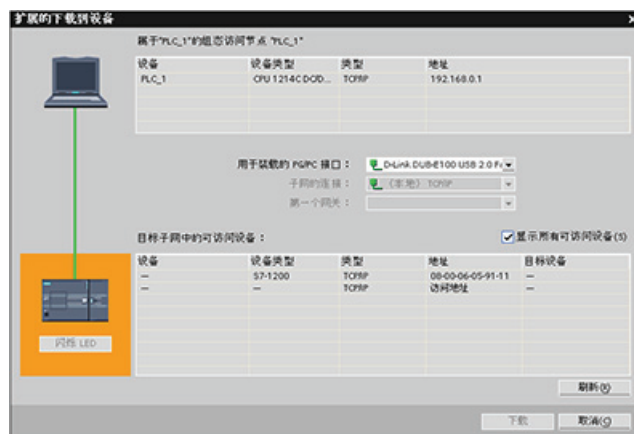 扩展的下载到设备
属于"PLC_1"的组态访问节点 "PLC_1"
设备 设备类型 类型 地址
PLC_1 CPU 1214C DC/D... TCP/IP 192.168.0.1
用于装载的 PG/PC 接口：
D-Link DUB-E100 USB 2.0 Fa
子网的连接：
（本地） TCP/IP
第一个网关：
目标子网中的可访问设备：
显示所有可访问设备(S)
设备 设备类型 类型 地址 目标设备
— S7-1200 TCP/IP 08-00-06-05-91-11 —
— — TCP/IP 访问地址 —
闪烁 LED
刷新(R)
下载
取消(C)